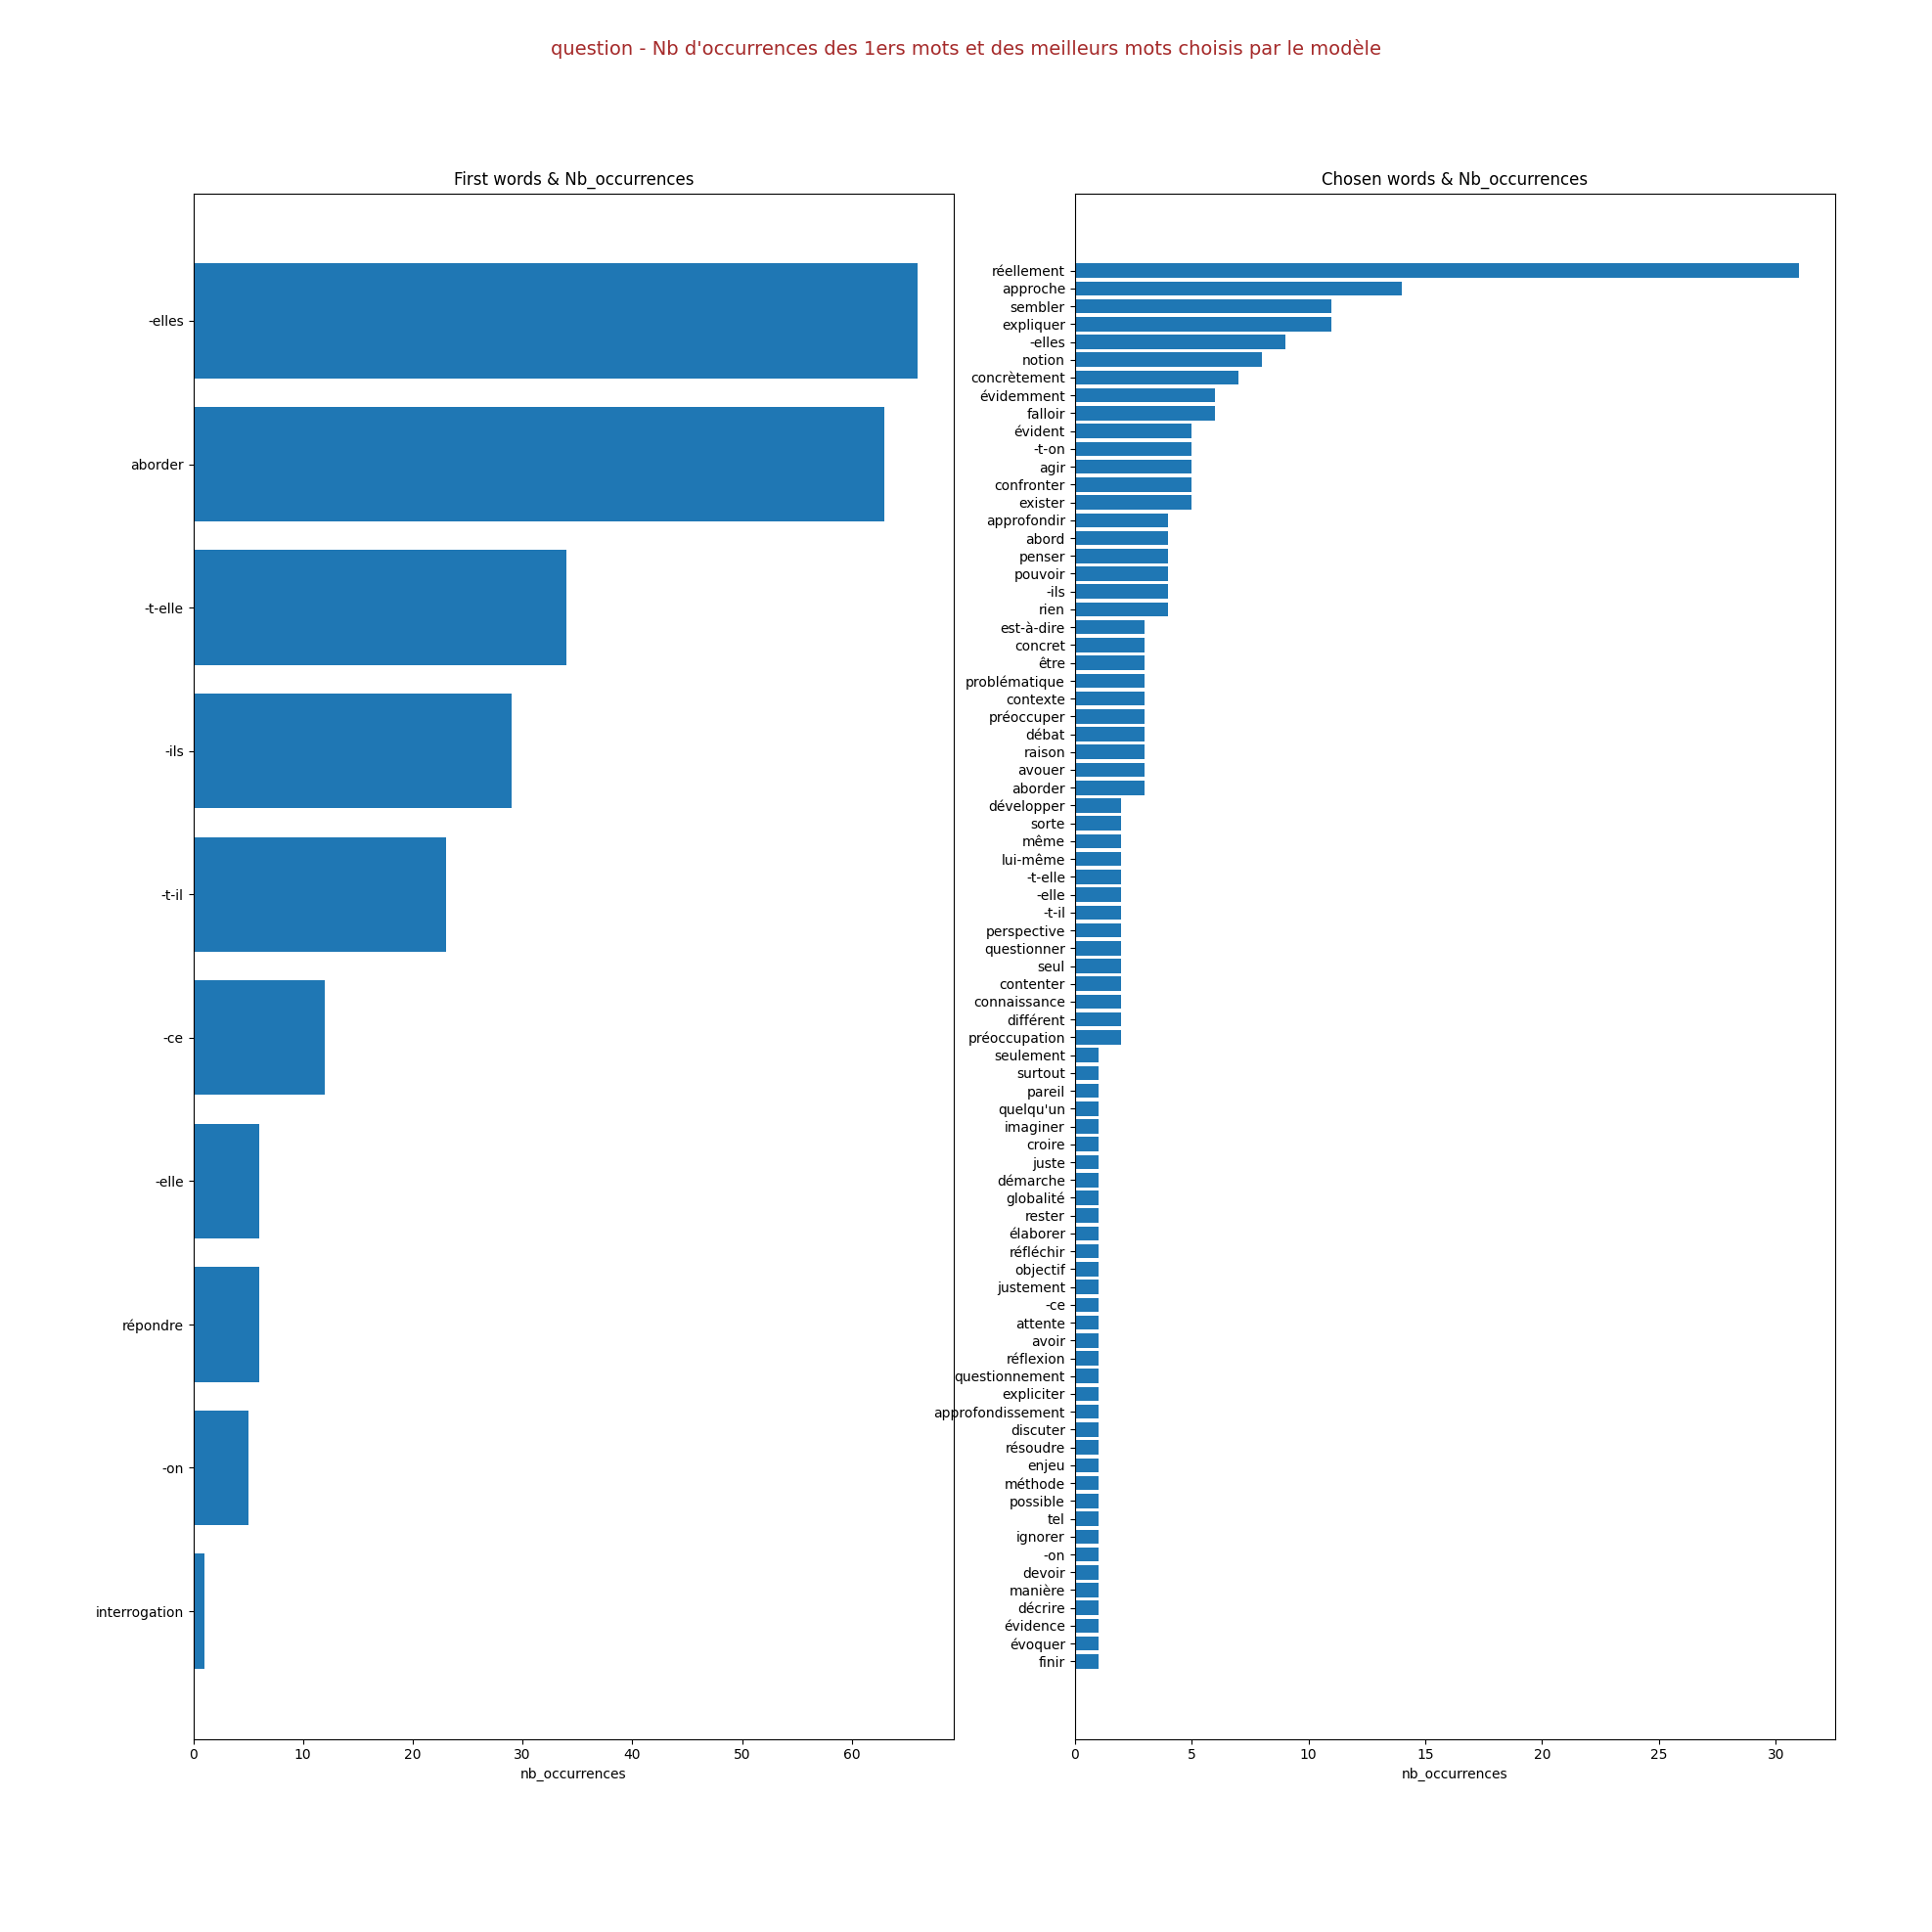 question - Nb d'occurrences des 1ers mots et des meilleurs mots choisis par le modèle
First words & Nb_occurrences
-elles
aborder
-t-elle
-ils
-t-il
-ce
-elle
répondre
-on
interrogation
0 10 20 30 40 50 60
nb_occurrences
Chosen words & Nb_occurrences
réellement
approche
sembler
expliquer
-elles
notion
concrètement
évidemment
falloir
évident
-t-on
agir
confronter
exister
approfondir
abord
penser
pouvoir
-ils
rien
est-à-dire
concret
être
problématique
contexte
préoccuper
débat
raison
avouer
aborder
développer
sorte
même
lui-même
-t-elle
-elle
-t-il
perspective
questionner
seul
contenter
connaissance
différent
préoccupation
seulement
surtout
pareil
quelqu'un
imaginer
croire
juste
démarche
globalité
rester
élaborer
réfléchir
objectif
justement
-ce
attente
avoir
réflexion
questionnement
expliciter
approfondissement
discuter
résoudre
enjeu
méthode
possible
tel
ignorer
-on
devoir
manière
décrire
évidence
évoquer
finir
0 5 10 15 20 25 30
nb_occurrences